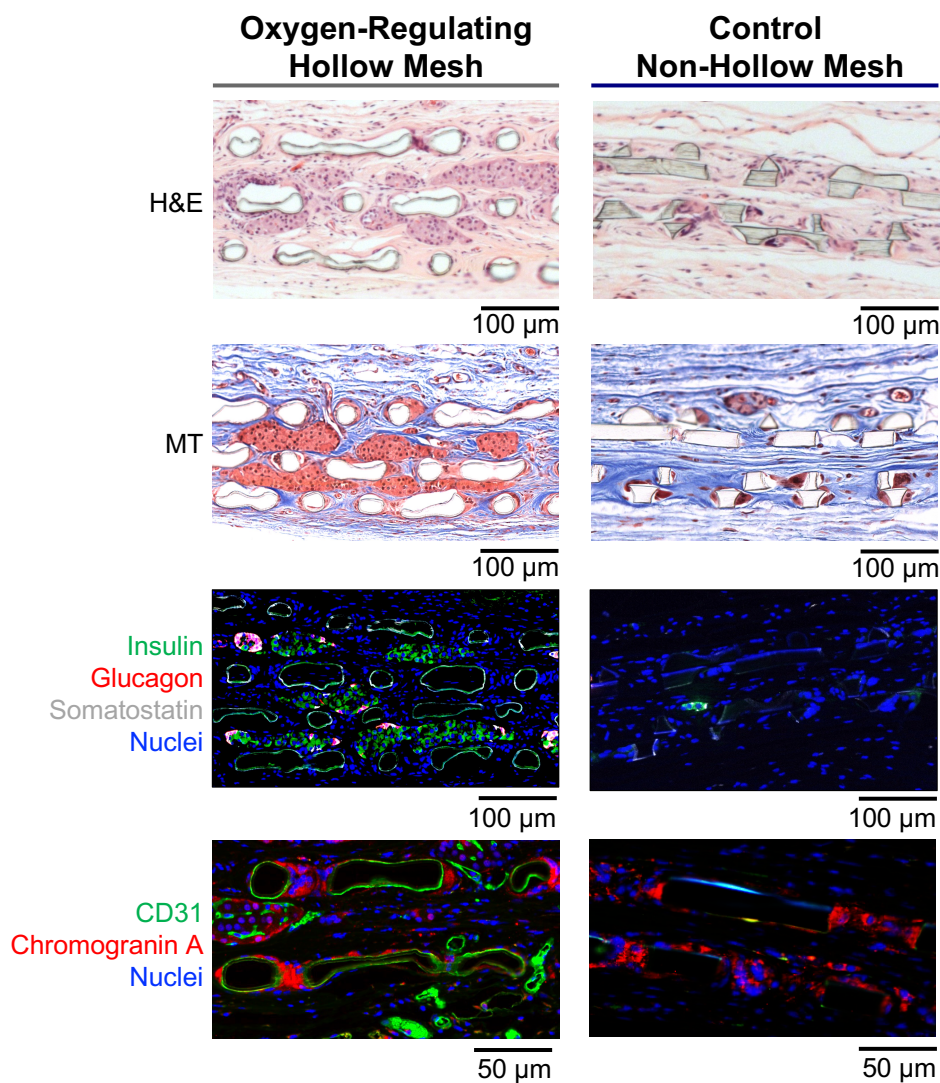 Oxygen-Regulating
Hollow Mesh
Control
Non-Hollow Mesh
H&E
100 µm
100 µm
MT
100 µm
100 µm
Insulin
Glucagon
Somatostatin
Nuclei
100 µm
100 µm
CD31
Chromogranin A
Nuclei
50 µm
50 µm